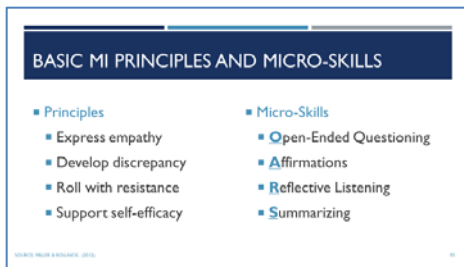 BASIC MI PRINCIPLES AND MICRO-SKILLS
Principles
Express empathy
Develop discrepancy
Roll with resistance
Support self-efficacy
Micro-Skills
Open-Ended Questioning
Affirmations
Reflective Listening
Summarizing